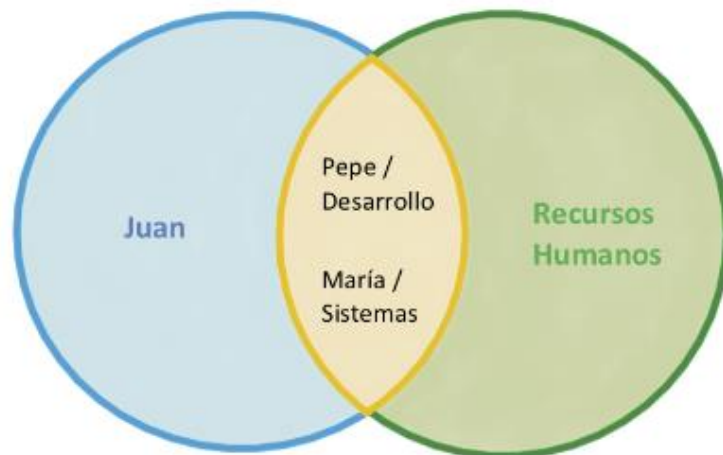 Juan
Pepe /
Desarrollo
María /
Sistemas
Recursos
Humanos